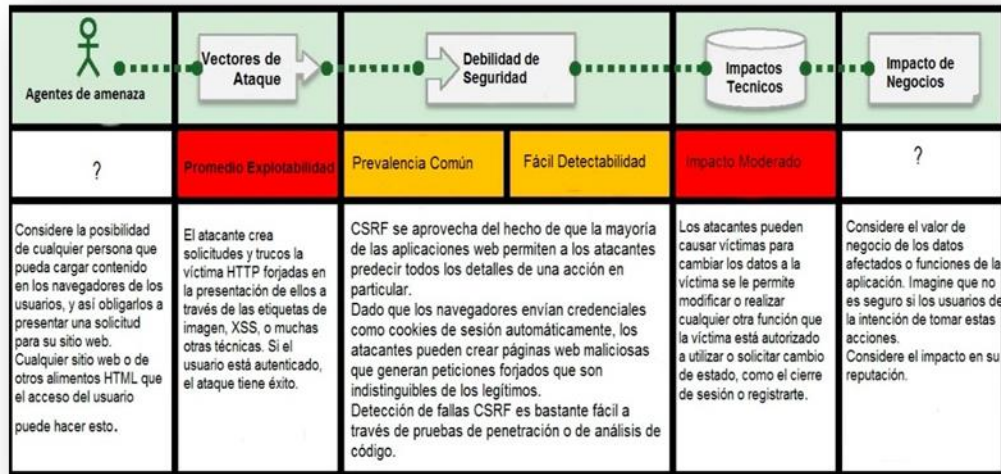 Agentes de amenaza
Vectores de
Ataque
Debilidad de
Seguridad
Impactos
Tecnicos
Impacto de
Negocios
?
Promedio Explotabilidad
Prevalencia Común
Fácil Detectabilidad
Impacto Moderado
?
Considere la posibilidad
de cualquier persona que
pueda cargar contenido
en los navegadores de los
usuarios, y así obligarlos a
presentar una solicitud
para su sitio web.
Cualquier sitio web o de
otros alimentos HTML que
el acceso del usuario
puede hacer esto.
El atacante crea
solicitudes y trucos la
víctima HTTP forjadas en
la presentación de ellos a
través de las etiquetas de
imagen, XSS, o muchas
otras técnicas. Si el
usuario está autenticado,
el ataque tiene éxito.
CSRF se aprovecha del hecho de que la mayoría
de las aplicaciones web permiten a los atacantes
predecir todos los detalles de una acción en
particular.
Dado que los navegadores envían credenciales
como cookies de sesión automáticamente, los
atacantes pueden crear páginas web maliciosas
que generan peticiones forjados que son
indistinguibles de los legítimos.
Detección de fallas CSRF es bastante fácil a
través de pruebas de penetración o de análisis de
código.
Los atacantes pueden
causar víctimas para
cambiar los datos a la
víctima se le permite
modificar o realizar
cualquier otra función que
la víctima está autorizado
a utilizar o solicitar cambio
de estado, como el cierre
de sesión o registrarte.
Considere el valor de
negocio de los datos
afectados o funciones de la
aplicación. Imagine que no
es seguro si los usuarios de
la intención de tomar estas
acciones.
Considere el impacto en su
reputación.